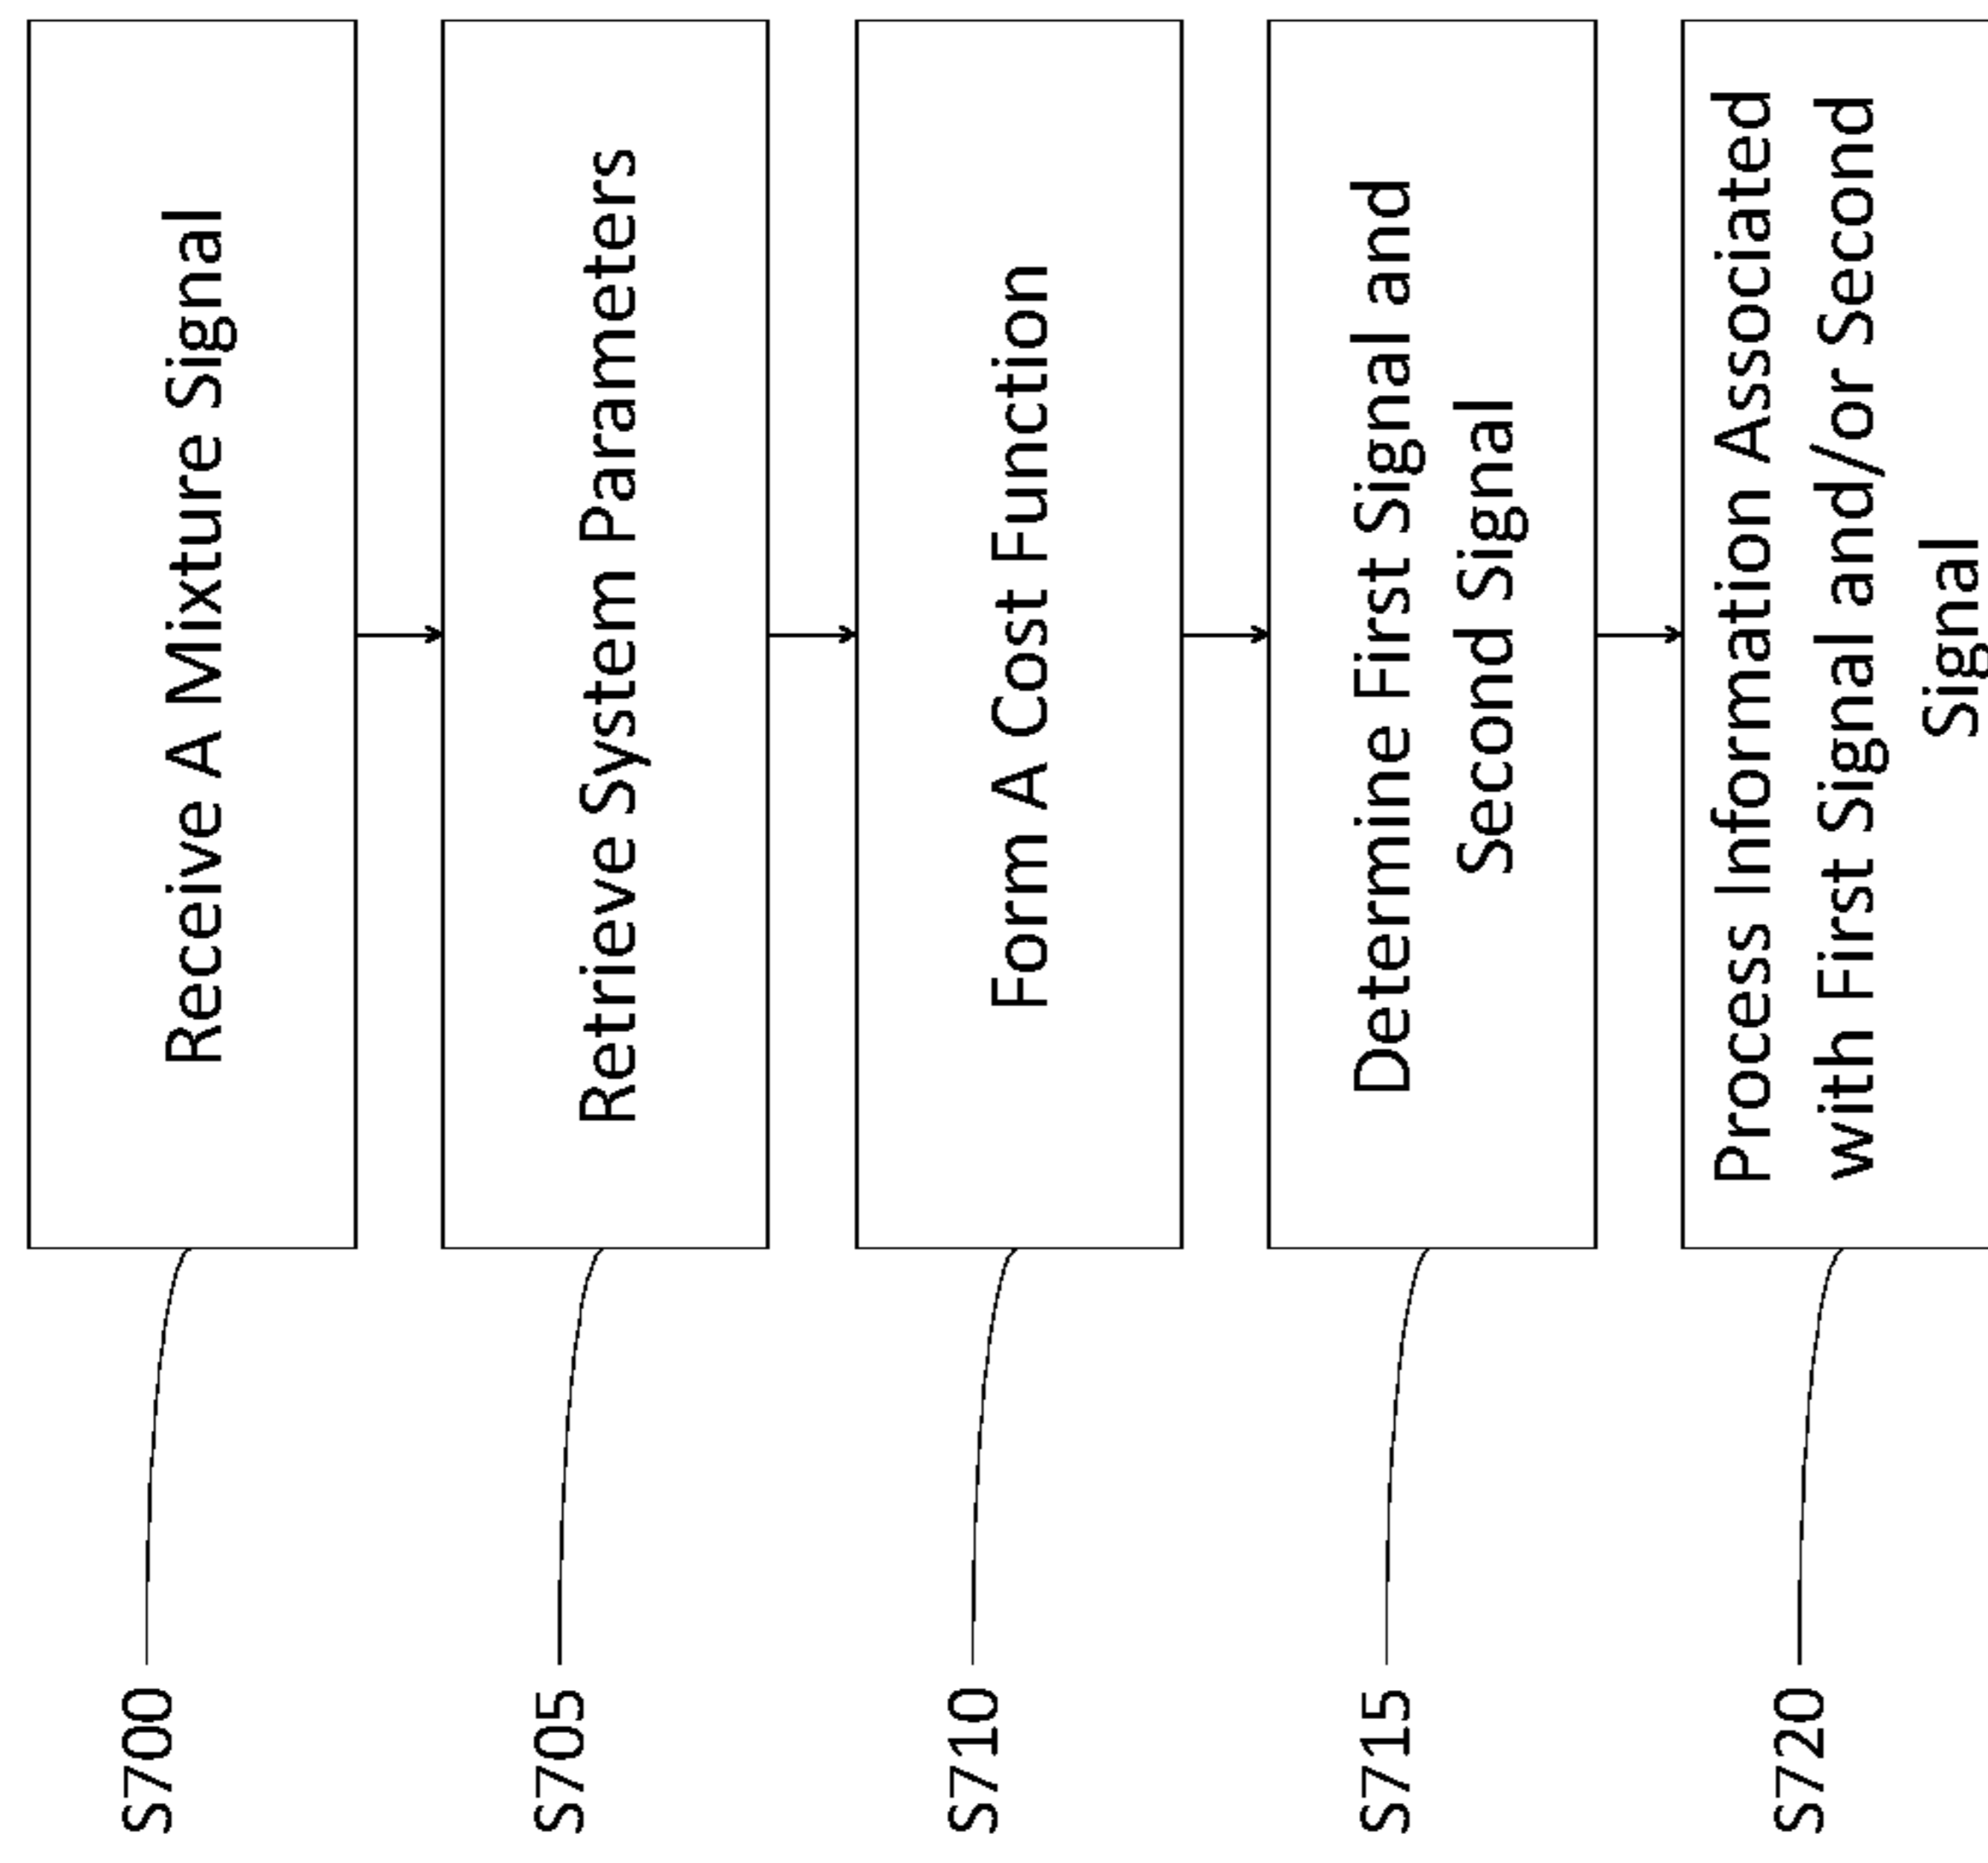 S700
Receive A Mixture Signal
S705
Retrieve System Parameters
S710
Form A Cost Function
S715
Determine First Signal and
Second Signal
S720
Process Information Associated
with First Signal and/or Second
Signal